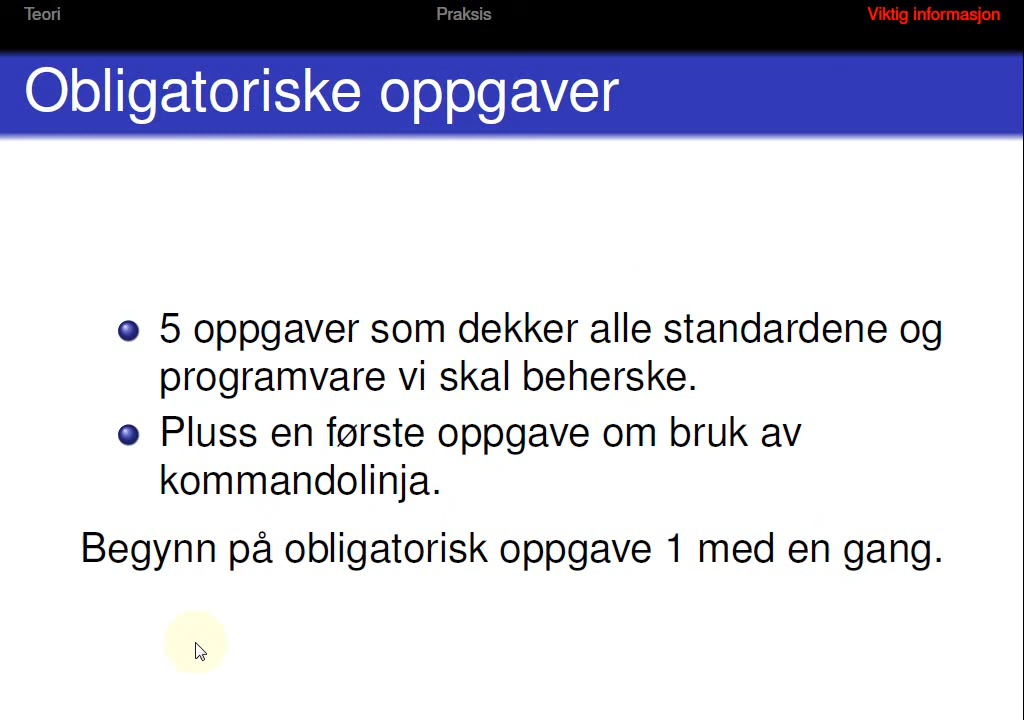 Teori Praksis Viktig informasjon
Obligatoriske oppgaver
5 oppgaver som dekker alle standardene og
programvare vi skal beherske.
Pluss en første oppgave om bruk av
kommandolinja.
Begynn på obligatorisk oppgave 1 med en gang.